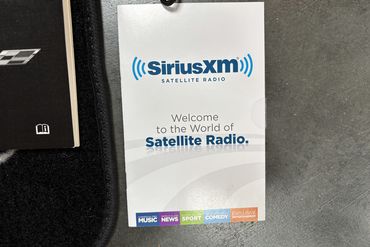 SiriusXM
SATELLITE RADIO
Welcome
to the World of
Satellite Radio.
MUSIC NEWS SPORT COMEDY